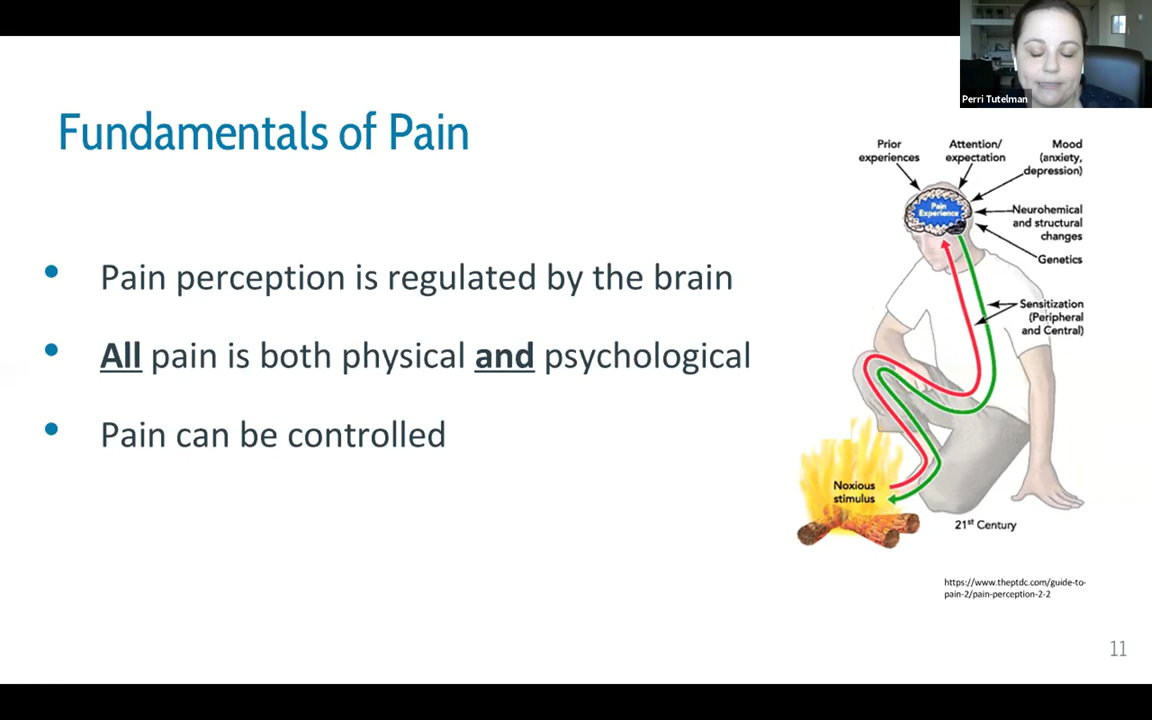 Perri Tutelman
Fundamentals of Pain
• Pain perception is regulated by the brain
• All pain is both physical and psychological
• Pain can be controlled
Prior
experiences
Attention/
expectation
Mood
(anxiety,
depression)
Pain
Experience
Neurohemical
and structural
changes
Genetics
Sensitization
(Peripheral
and Central)
Noxious
stimulus
21st Century
https://www.theptdc.com/guide-to-
pain-2/pain-perception-2-2
11